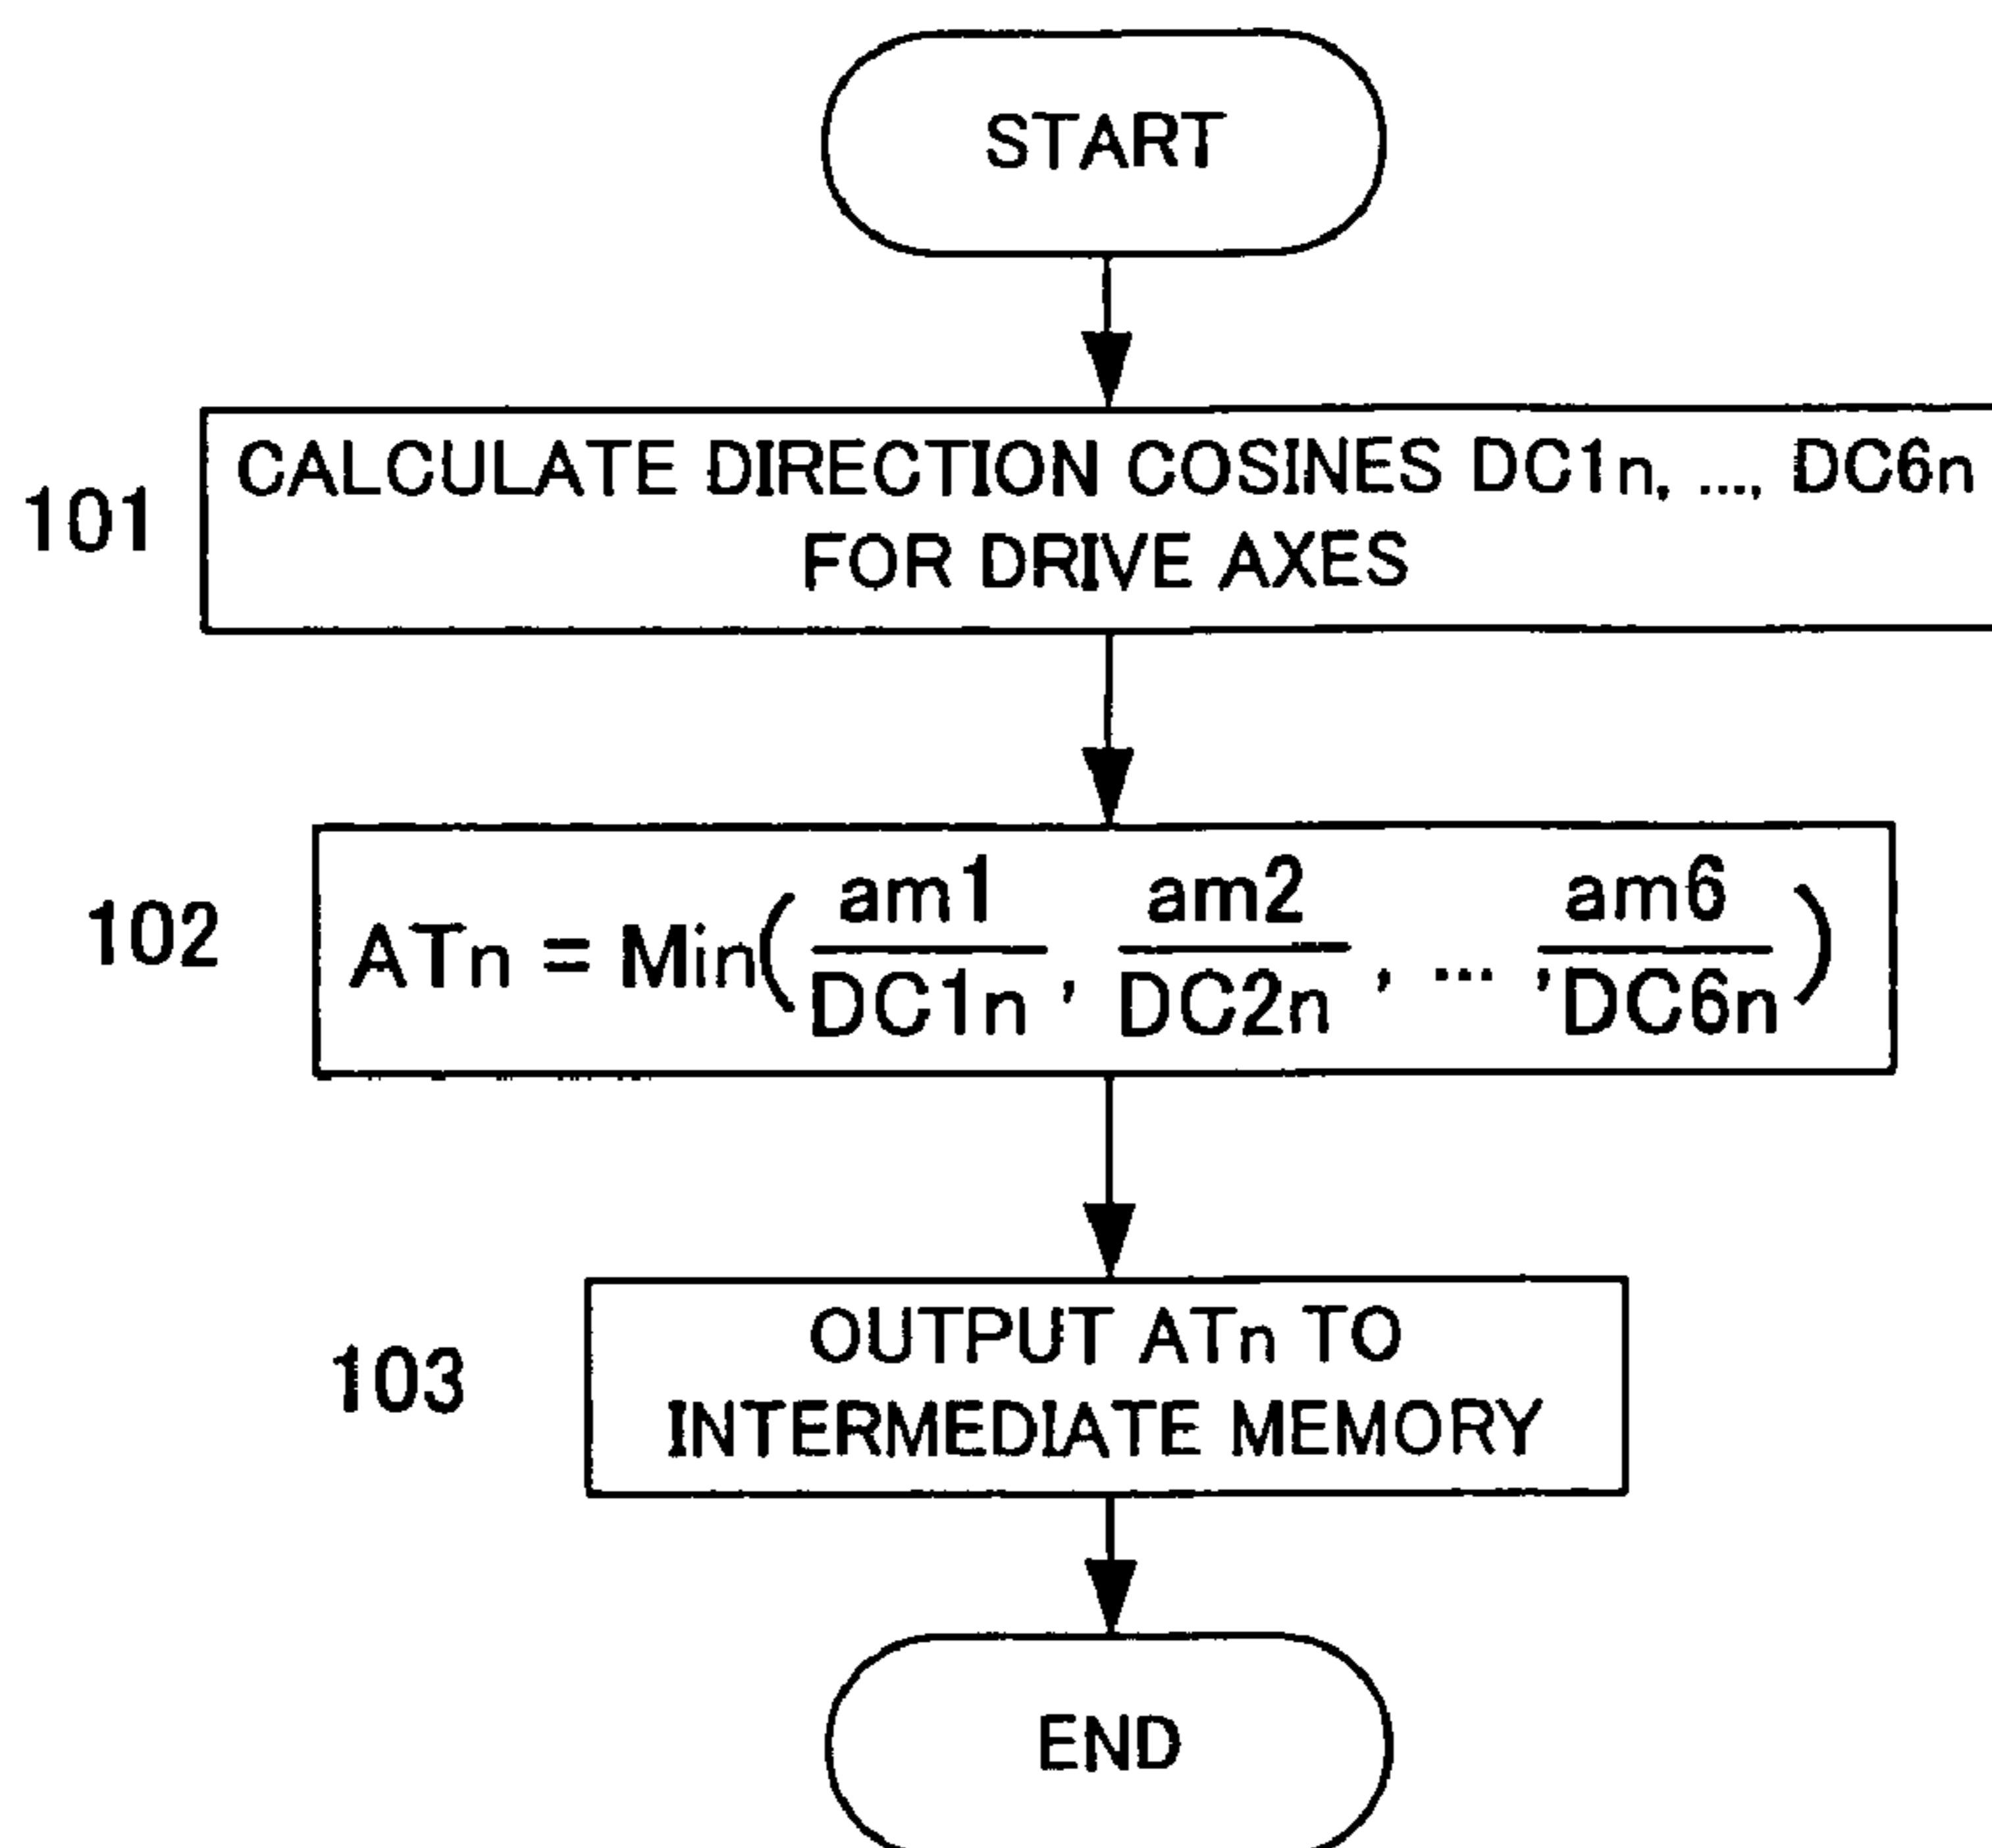 START
101
CALCULATE DIRECTION COSINES DC1n, ..., DC6n
FOR DRIVE AXES
102
ATn = Min( am1/DC1n, am2/DC2n, ... ,am6/DC6n )
103
OUTPUT ATn TO
INTERMEDIATE MEMORY
END